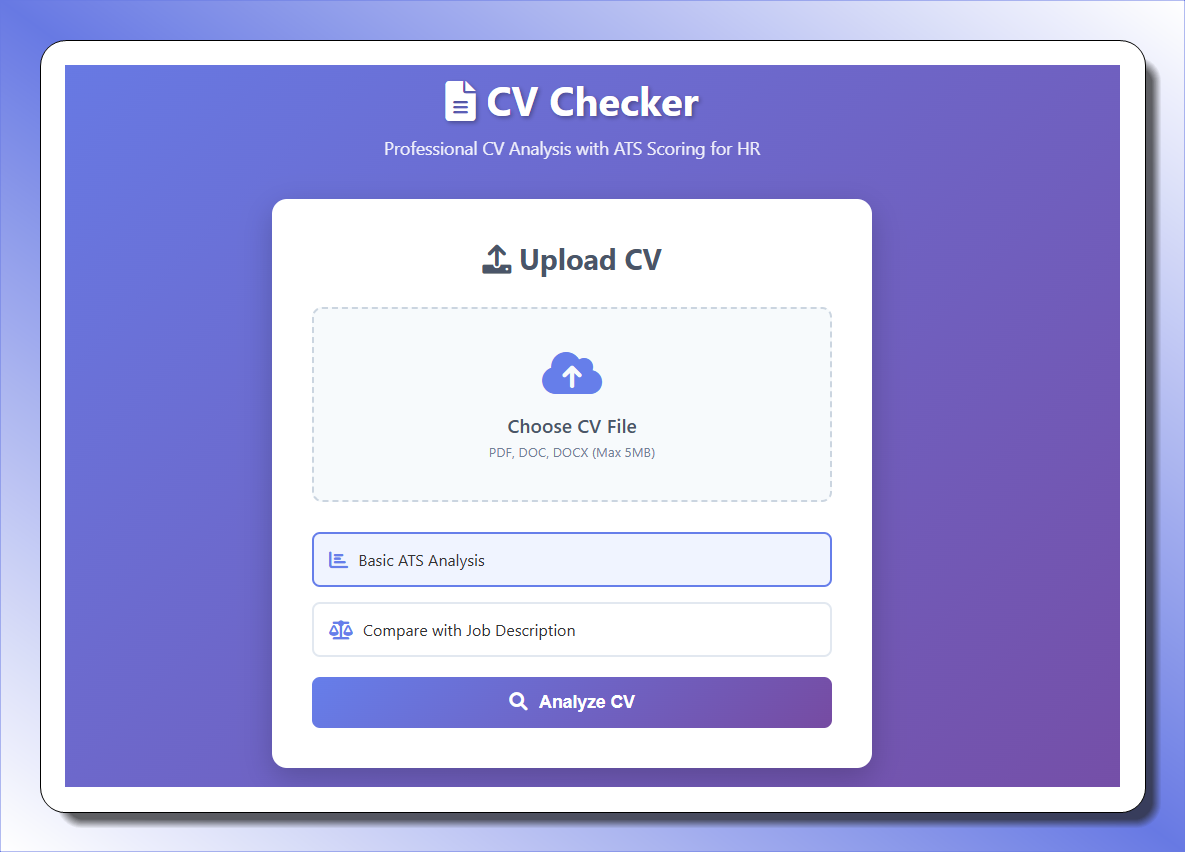 CV Checker
Professional CV Analysis with ATS Scoring for HR
Upload CV
Choose CV File
PDF, DOC, DOCX (Max 5MB)
Basic ATS Analysis
Compare with Job Description
Analyze CV